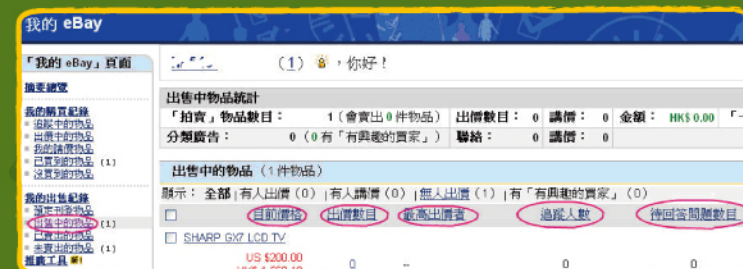 我的 eBay
「我的 eBay」頁面
(1) ，你好！
摘要總覽
我的購買紀錄
追蹤中的物品
出價中的物品
我的講價物品
已買到的物品 (1)
沒買到的物品
我的出售紀錄
預定刊登物品
出售中的物品 (1)
已賣出的物品
未賣出的物品 (1)
推薦工具
出售中物品統計
「拍賣」物品數目： 1（會賣出 0 件物品） 出價數目： 0 講價： 0 金額： HK$ 0.00
分類廣告： 0（0 有「有興趣的買家」） 聯絡： 0 講價： 0
出售中的物品（1 件物品）
顯示： 全部 | 有人出價 (0) | 有人講價 (0) | 無人出價 (1) | 有「有興趣的買家」 (0)
目前價格 出價數目 最高出價者 追蹤人數 待回答問題數目
SHARP GX7 LCD TV
US $200.00 0 -- 0 0